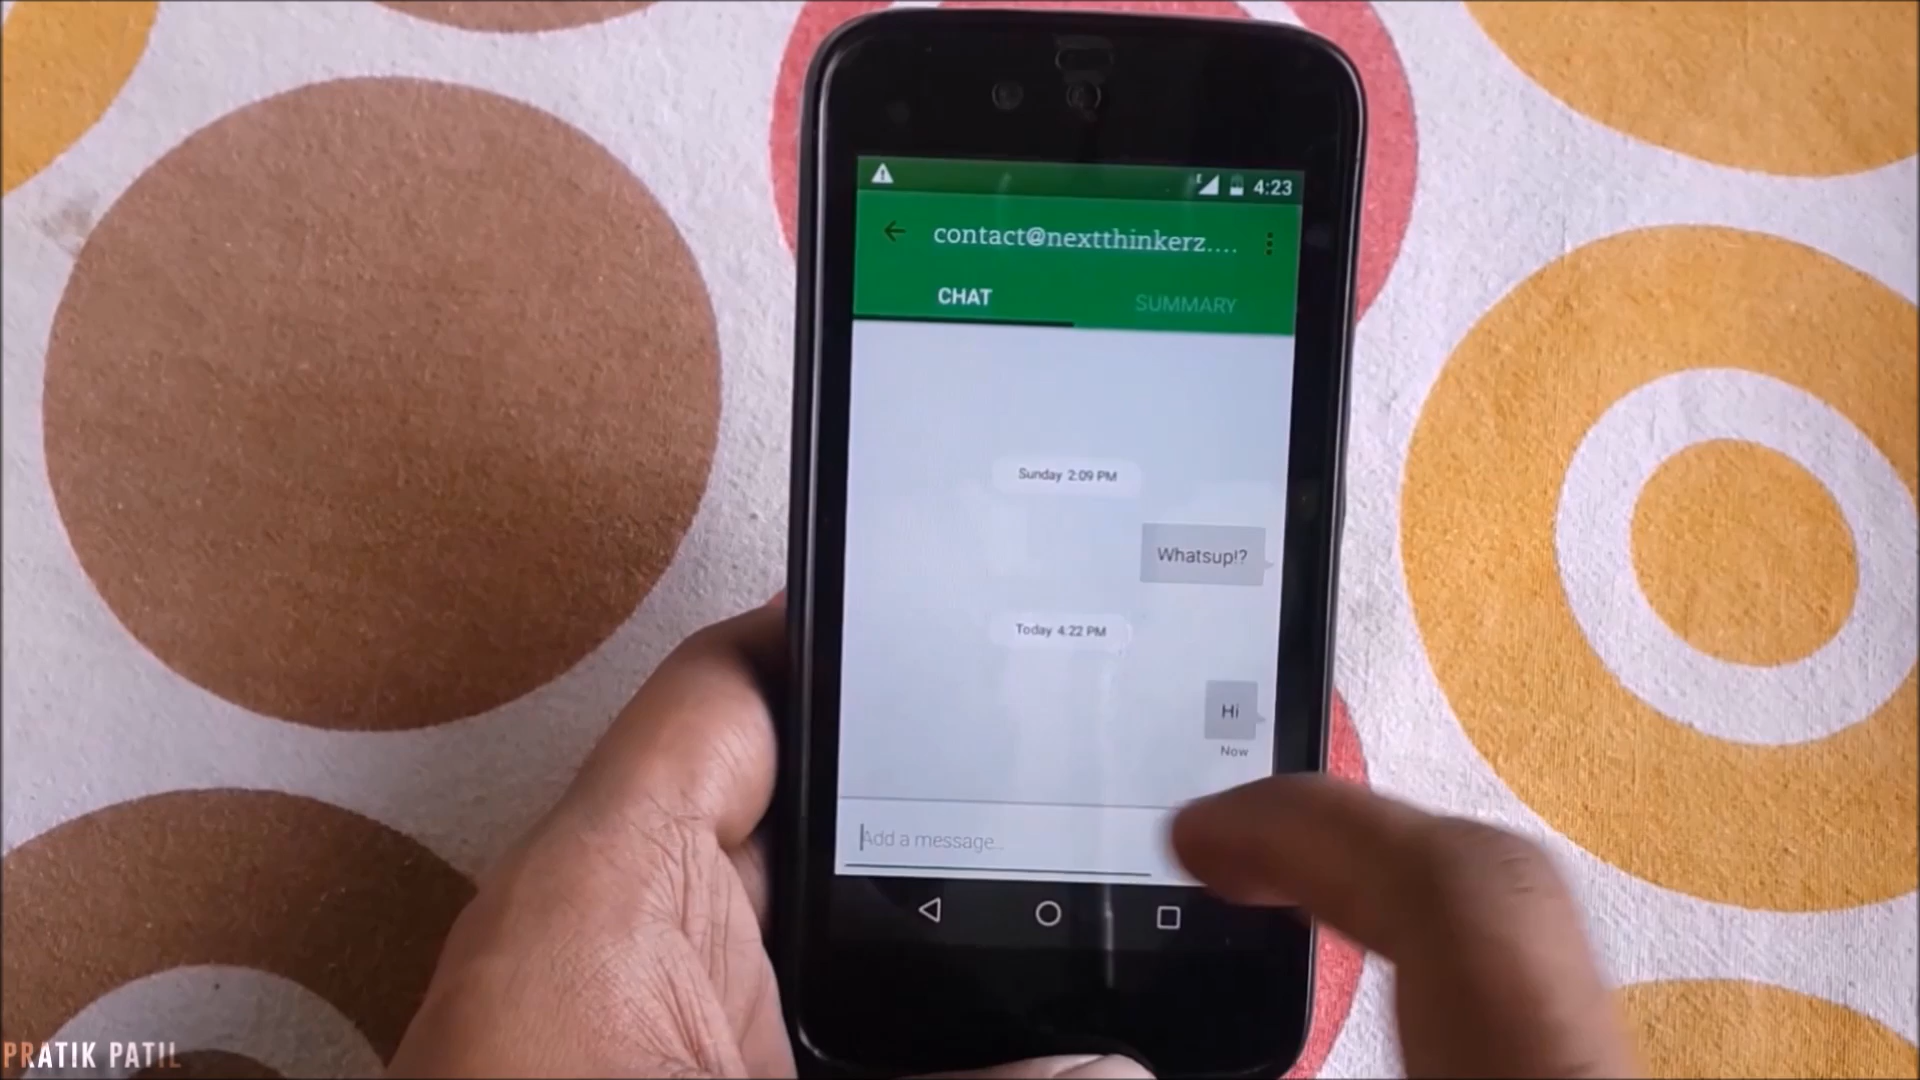 4:23
contact@nextthinkerz....
CHAT
SUMMARY
Sunday 2:09 PM
Whatsup!?
Today 4:22 PM
Hi
Now
Add a message..
PRATIK PATIL